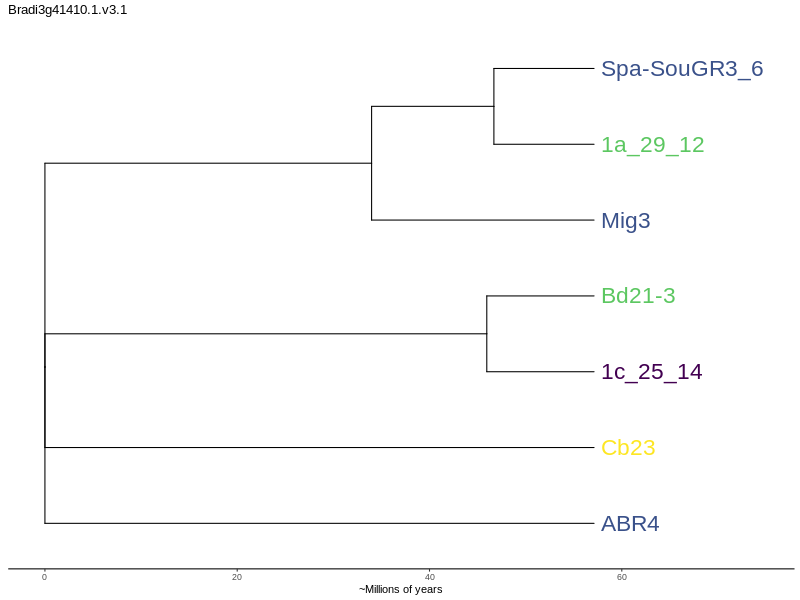 Bradi3g41410.1.v3.1
Spa-SouGR3_6
1a_29_12
Mig3
Bd21-3
1c_25_14
Cb23
ABR4
0 20 40 60
~Millions of years